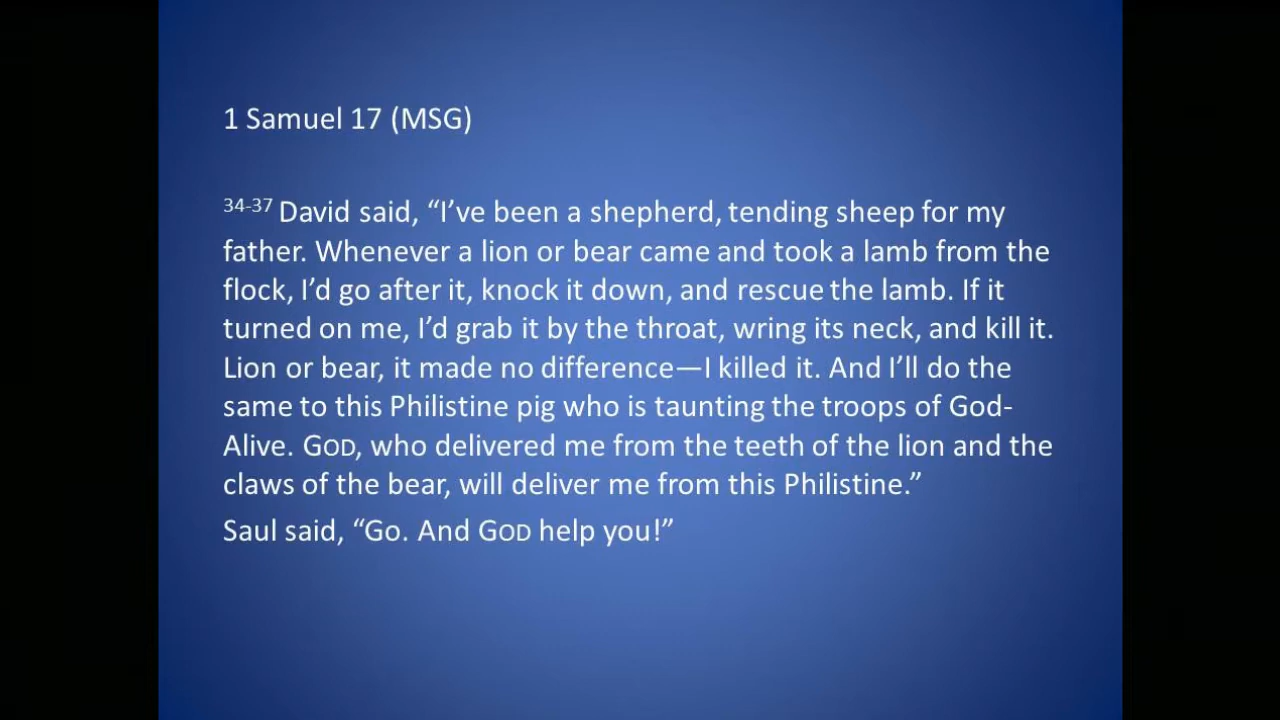 1 Samuel 17 (MSG)
34-37 David said, “I’ve been a shepherd, tending sheep for my
father. Whenever a lion or bear came and took a lamb from the
flock, I’d go after it, knock it down, and rescue the lamb. If it
turned on me, I’d grab it by the throat, wring its neck, and kill it.
Lion or bear, it made no difference—I killed it. And I’ll do the
same to this Philistine pig who is taunting the troops of God-
Alive. GOD, who delivered me from the teeth of the lion and the
claws of the bear, will deliver me from this Philistine.”
Saul said, “Go. And GOD help you!”